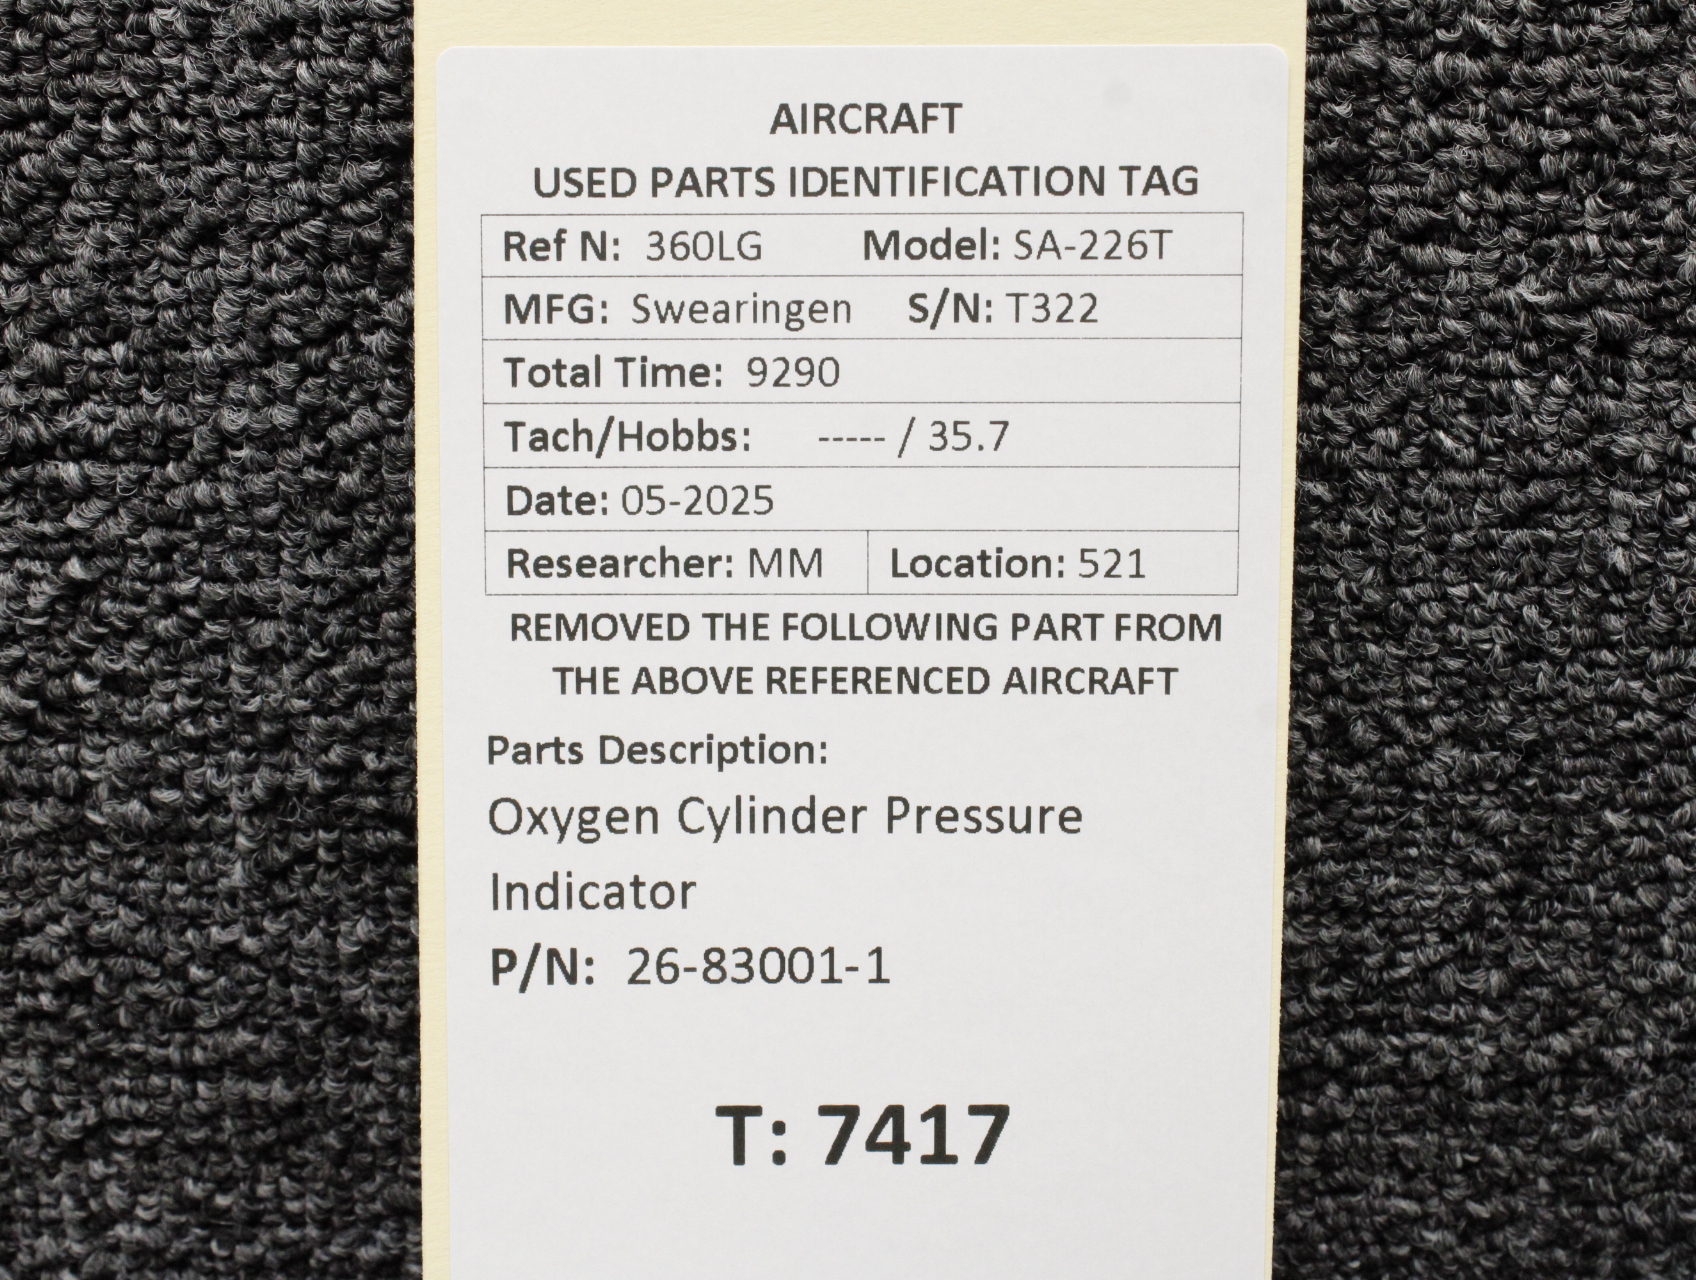 AIRCRAFT
USED PARTS IDENTIFICATION TAG
Ref N: 360LG Model: SA-226T
MFG: Swearingen S/N: T322
Total Time: 9290
Tach/Hobbs: ----- / 35.7
Date: 05-2025
Researcher: MM Location: 521
REMOVED THE FOLLOWING PART FROM
THE ABOVE REFERENCED AIRCRAFT
Parts Description:
Oxygen Cylinder Pressure
Indicator
P/N: 26-83001-1
T: 7417